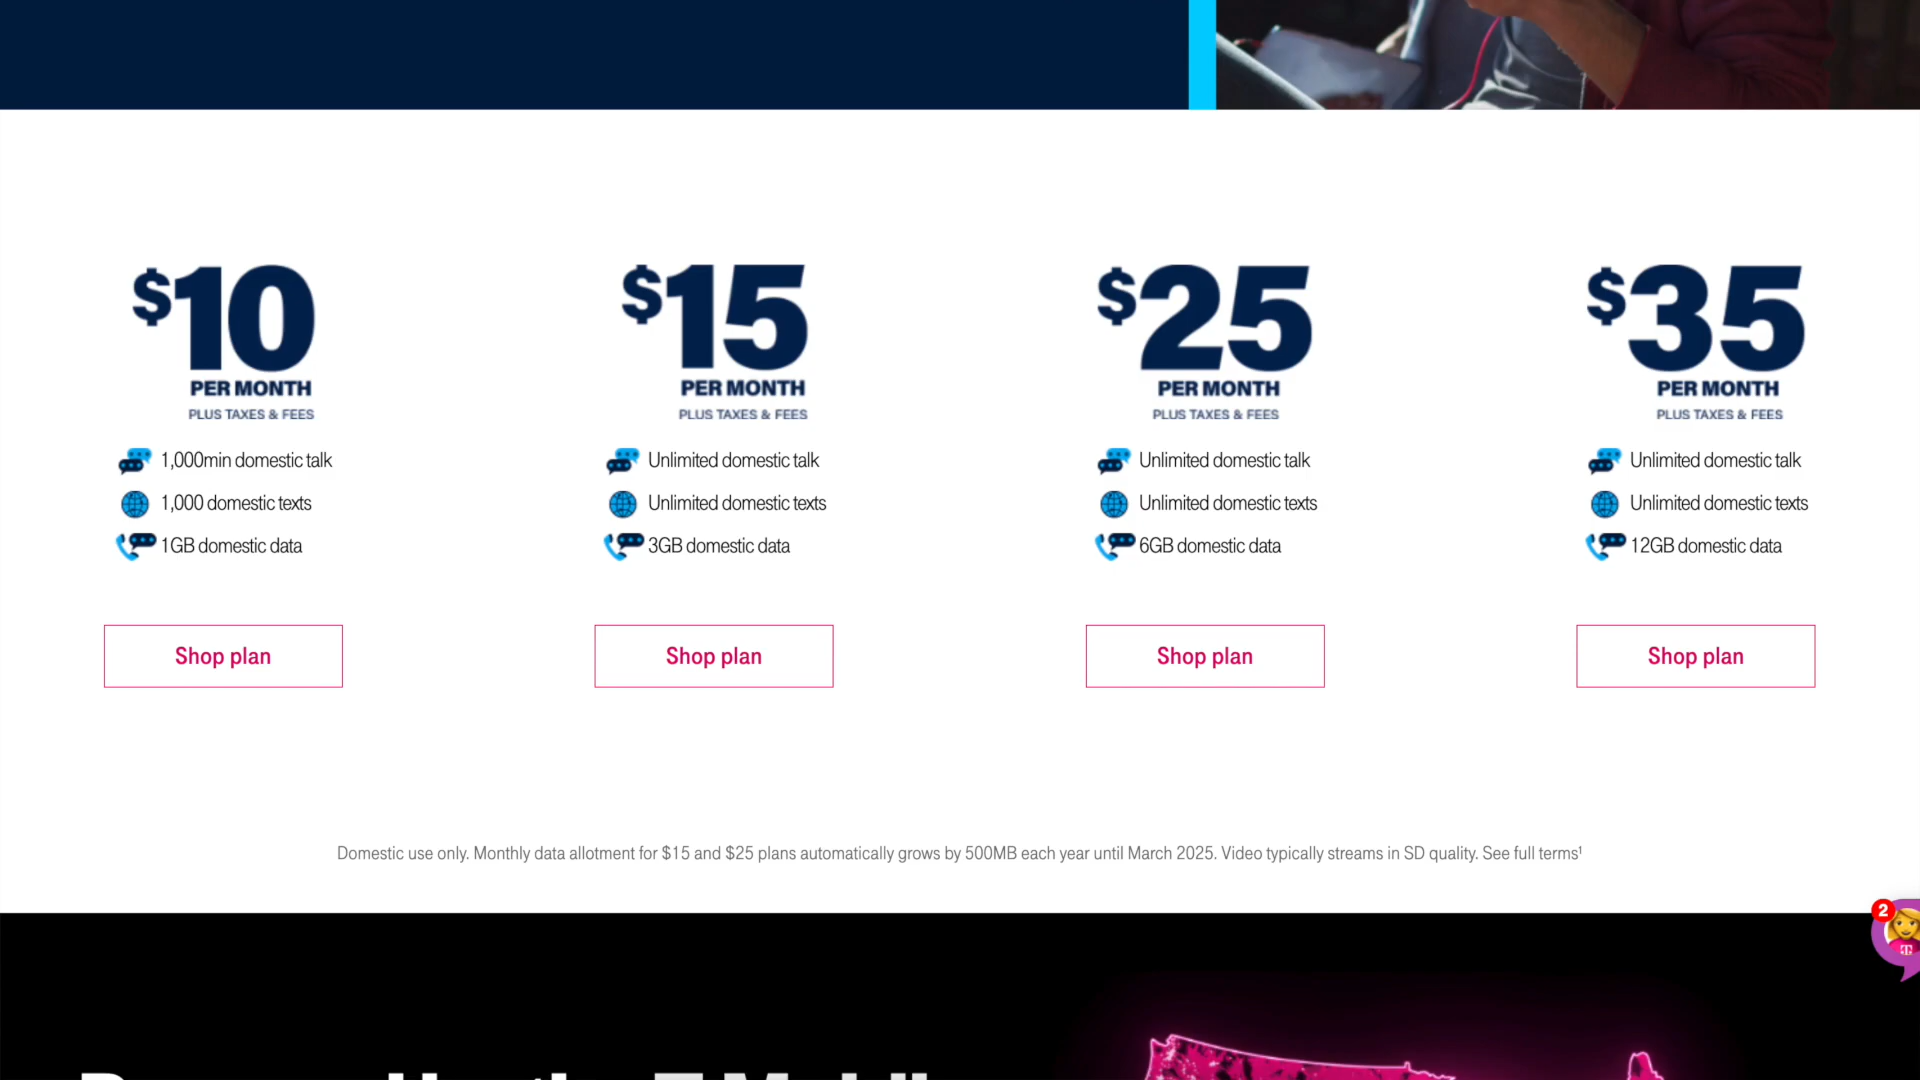 $10
PER MONTH
PLUS TAXES & FEES
1,000min domestic talk
1,000 domestic texts
1GB domestic data
Shop plan
$15
PER MONTH
PLUS TAXES & FEES
Unlimited domestic talk
Unlimited domestic texts
3GB domestic data
Shop plan
$25
PER MONTH
PLUS TAXES & FEES
Unlimited domestic talk
Unlimited domestic texts
6GB domestic data
Shop plan
$35
PER MONTH
PLUS TAXES & FEES
Unlimited domestic talk
Unlimited domestic texts
12GB domestic data
Shop plan
Domestic use only. Monthly data allotment for $15 and $25 plans automatically grows by 500MB each year until March 2025. Video typically streams in SD quality. See full terms¹
2